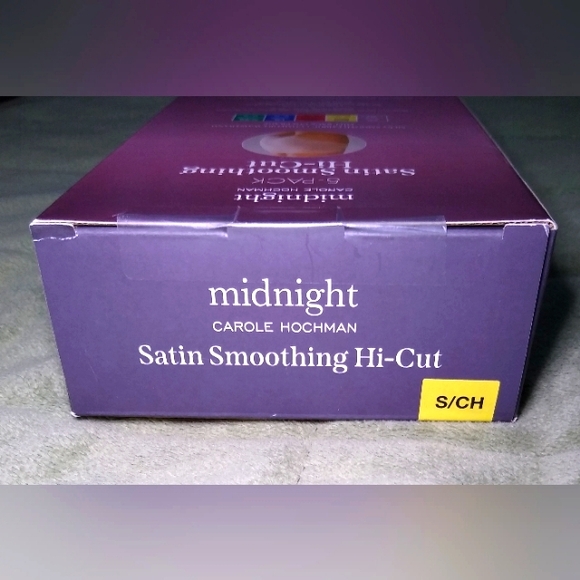 Satin Smoothing
Hi-Cut
5-PACK
CAROLE HOCHMAN
midnight
midnight
CAROLE HOCHMAN
Satin Smoothing Hi-Cut
S/CH